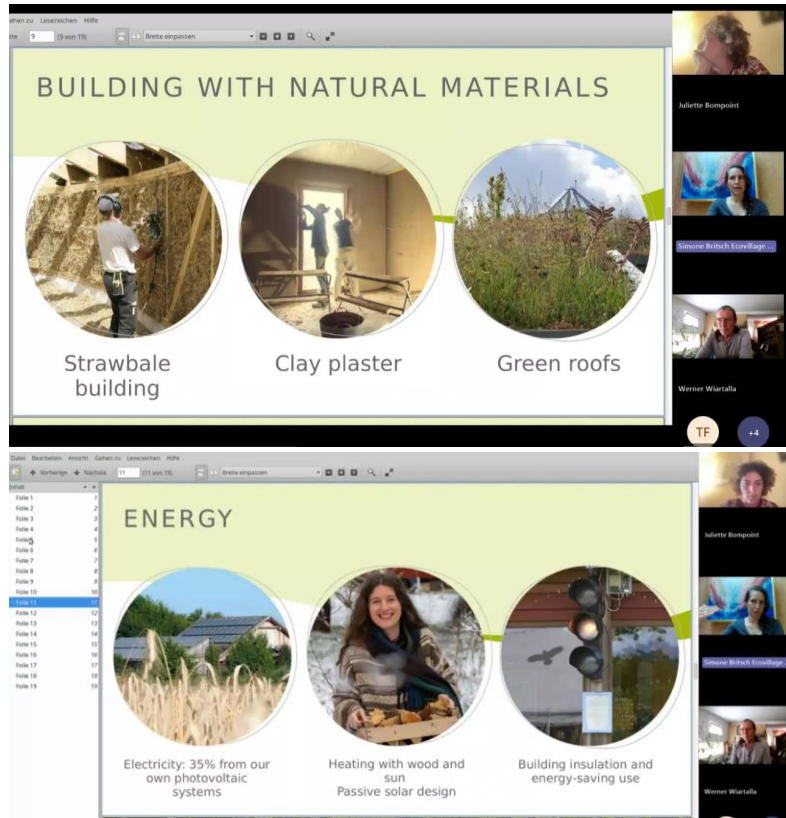 ehen zu Lesezeichen Hilfe
9 (9 von 19) Breite einpassen
BUILDING WITH NATURAL MATERIALS
Strawbale
building
Clay plaster
Green roofs
Juliette Bompoint
Simone Britsch Ecovillage ...
Werner Wiartalla
TF
+4
Datei Bearbeiten Ansicht Gehen zu Lesezeichen Hilfe
Vorherige Nächste 11 (11 von 19) Breite einpassen
Inhalt
Folie 1 1
Folie 2 2
Folie 3 3
Folie 4 4
Folie 5 5
Folie 6 6
Folie 7 7
Folie 8 8
Folie 9 9
Folie 10 10
Folie 11 11
Folie 12 12
Folie 13 13
Folie 14 14
Folie 15 15
Folie 16 16
Folie 17 17
Folie 18 18
Folie 19 19
ENERGY
Electricity: 35% from our
own photovoltaic
systems
Heating with wood and
sun
Passive solar design
Building insulation and
energy-saving use
Juliette Bompoint
Simone Britsch Ecovillage
Werner Wiartalla